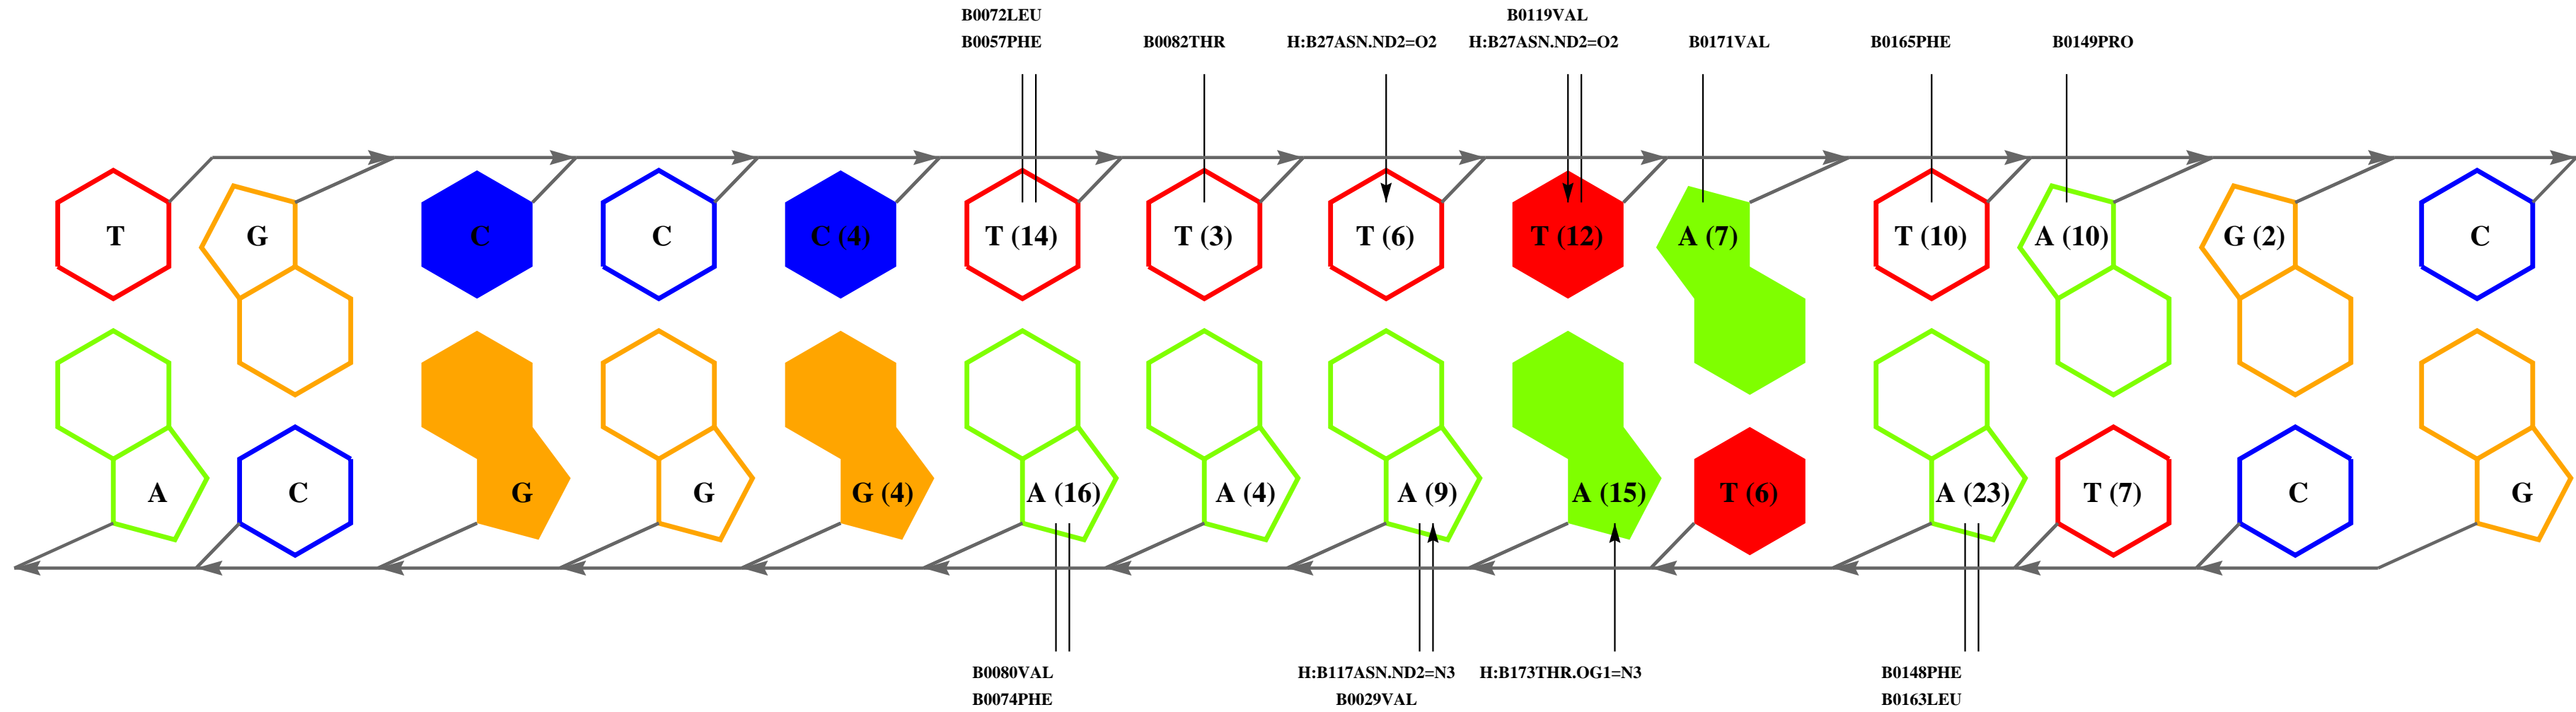 B0072LEU B0119VAL
B0057PHE B0082THR H:B27ASN.ND2=O2 H:B27ASN.ND2=O2 B0171VAL B0165PHE B0149PRO
T G C C C (4) T (14) T (3) T (6) T (12) A (7) T (10) A (10) G (2) C
A C G G G (4) A (16) A (4) A (9) A (15) T (6) A (23) T (7) C G
B0080VAL H:B117ASN.ND2=N3 H:B173THR.OG1=N3 B0148PHE
B0074PHE B0029VAL B0163LEU